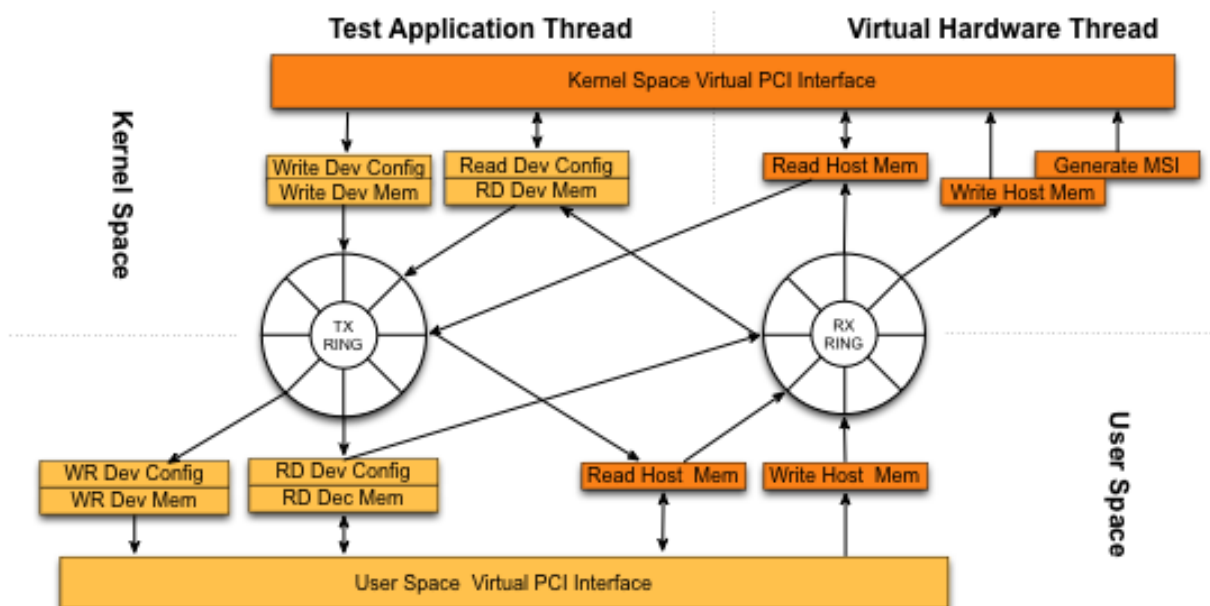 Test Application Thread
Virtual Hardware Thread
Kernel Space Virtual PCI Interface
Kernel Space
Write Dev Config
Write Dev Mem
Read Dev Config
RD Dev Mem
Read Host Mem
Generate MSI
Write Host Mem
TX
RING
RX
RING
WR Dev Config
WR Dev Mem
RD Dev Config
RD Dec Mem
Read Host Mem
Write Host Mem
User Space
User Space Virtual PCI Interface